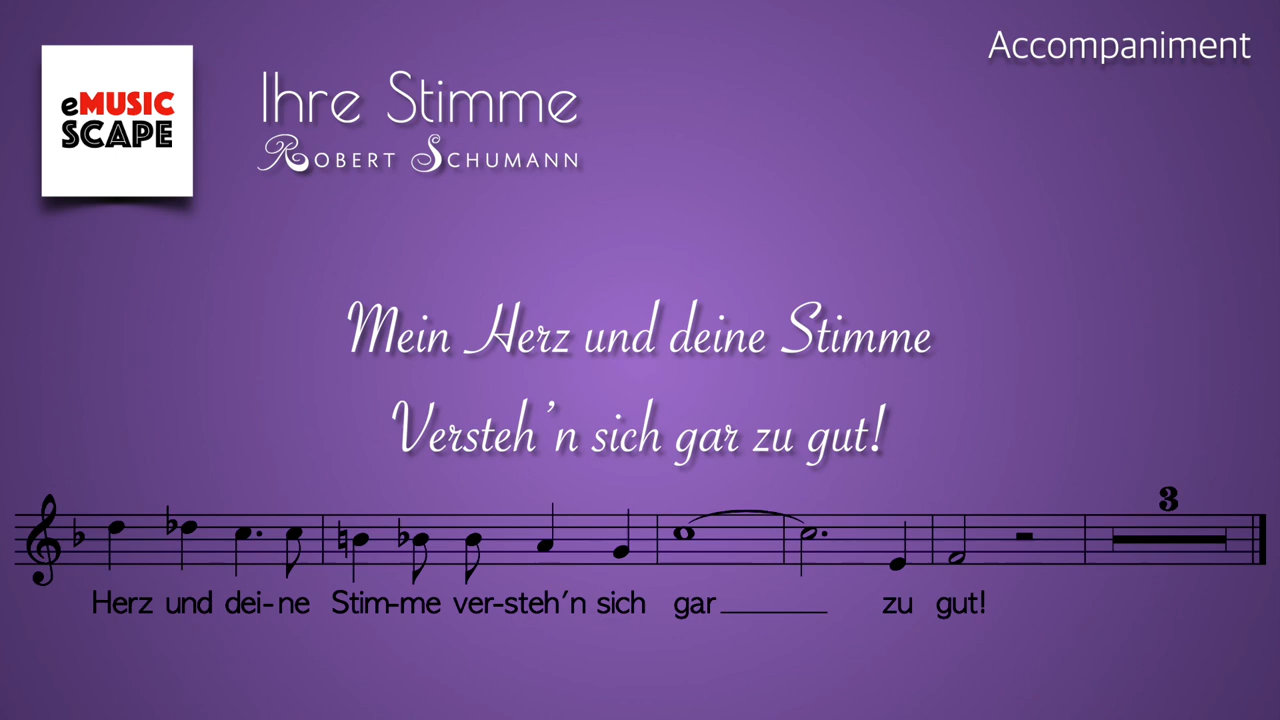 Accompaniment
eMUSIC
SCAPE
Ihre Stimme
ROBERT SCHUMANN
Mein Herz und deine Stimme
Versteh'n sich gar zu gut!
3
Herz und dei-ne Stim-me ver-steh'n sich gar____ zu gut!